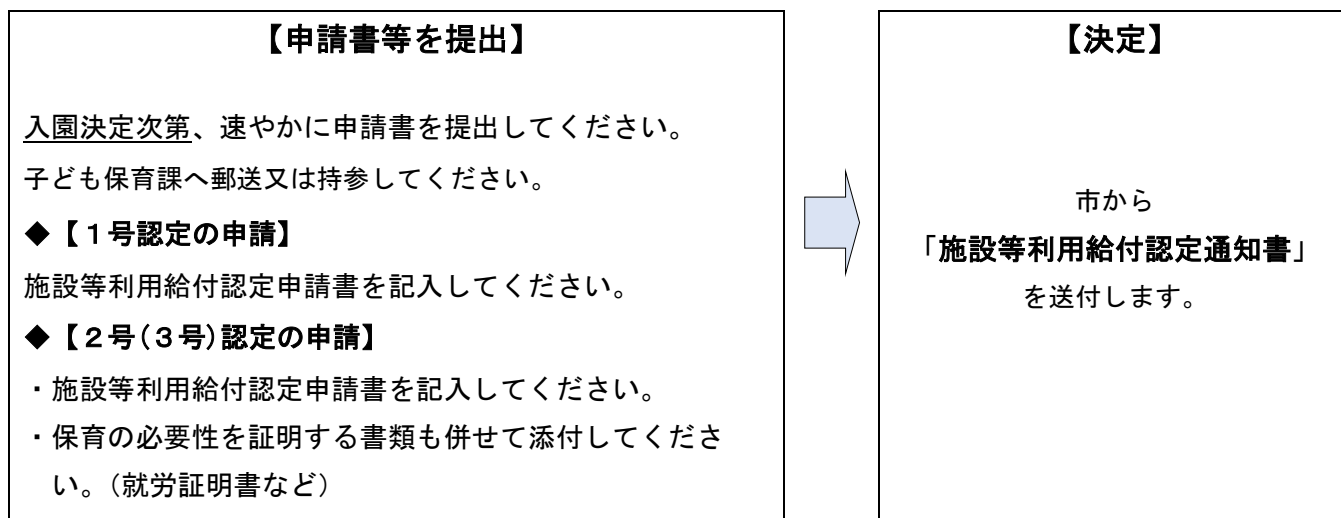 【申請書等を提出】
入園決定次第、速やかに申請書を提出してください。
子ども保育課へ郵送又は持参してください。
◆【1号認定の申請】
施設等利用給付認定申請書を記入してください。
◆【2号(3号)認定の申請】
・施設等利用給付認定申請書を記入してください。
・保育の必要性を証明する書類も併せて添付してくださ
い。(就労証明書など)
【決定】
市から
「施設等利用給付認定通知書」
を送付します。